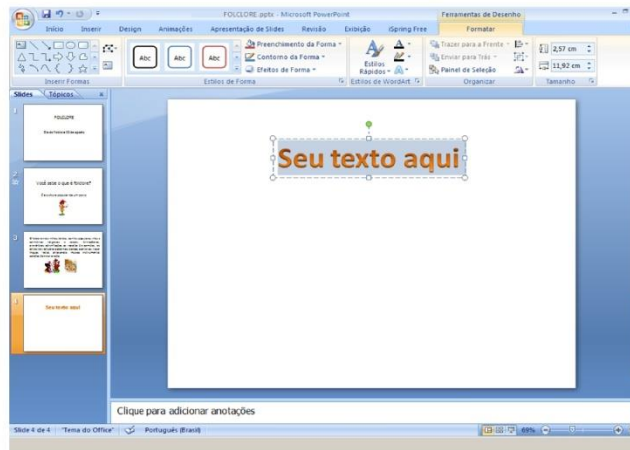 FOLCLORE.pptx - Microsoft PowerPoint
Ferramentas de Desenho
Início Inserir Design Animações Apresentação de Slides Revisão Exibição iSpring Free Formatar
Abc Abc Abc
Preenchimento da Forma
Contorno da Forma
Efeitos de Forma
Estilos Rápidos
Trazer para a Frente
Enviar para Trás
Painel de Seleção
2,57 cm
11,92 cm
Inserir Formas Estilos de Forma Estilos de WordArt Organizar Tamanho
Slides Tópicos
1
FOLCLORE
2
Você sabe o que é folclore?
3
4
Seu texto aqui
Seu texto aqui
Clique para adicionar anotações
Slide 4 de 4 "Tema do Office" Português (Brasil) 69%